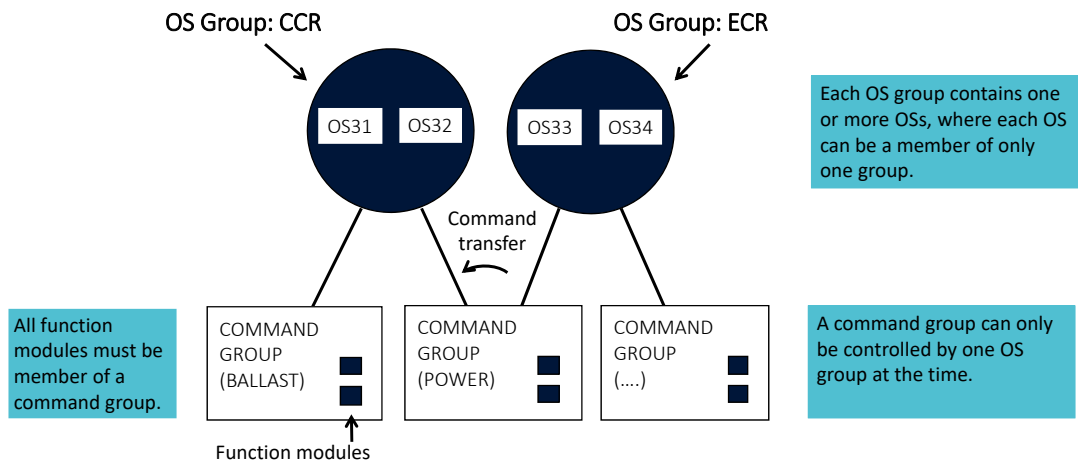 OS Group: CCR
OS Group: ECR
OS31
OS32
OS33
OS34
Each OS group contains one
or more OSs, where each OS
can be a member of only
one group.
Command
transfer
All function
modules must be
member of a
command group.
COMMAND
GROUP
(BALLAST)
COMMAND
GROUP
(POWER)
COMMAND
GROUP
(....)
A command group can only
be controlled by one OS
group at the time.
Function modules